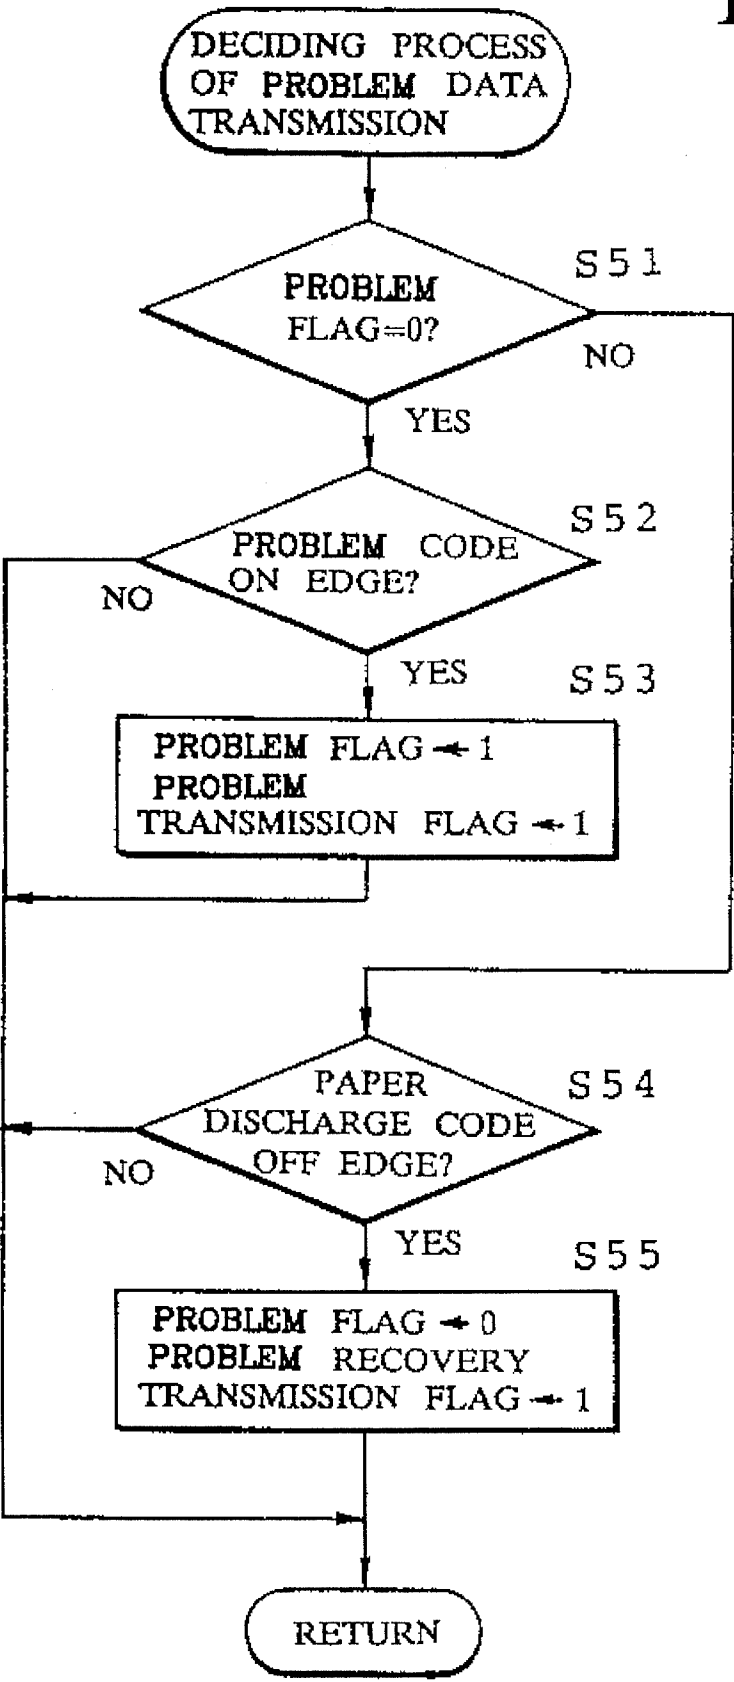 DECIDING PROCESS
OF PROBLEM DATA
TRANSMISSION
S51
PROBLEM
FLAG=0?
NO
YES
S52
PROBLEM CODE
ON EDGE?
NO
YES
S53
PROBLEM FLAG ← 1
PROBLEM
TRANSMISSION FLAG ← 1
S54
PAPER
DISCHARGE CODE
OFF EDGE?
NO
YES
S55
PROBLEM FLAG ← 0
PROBLEM RECOVERY
TRANSMISSION FLAG ← 1
RETURN